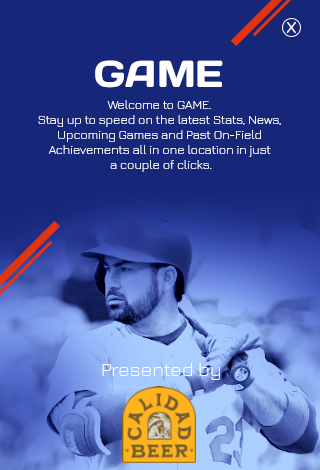 X
GAME
Welcome to GAME.
Stay up to speed on the latest Stats, News,
Upcoming Games and Past On-Field
Achievements all in one location in just
a couple of clicks.
Presented by
CALIDAD
BEER
2